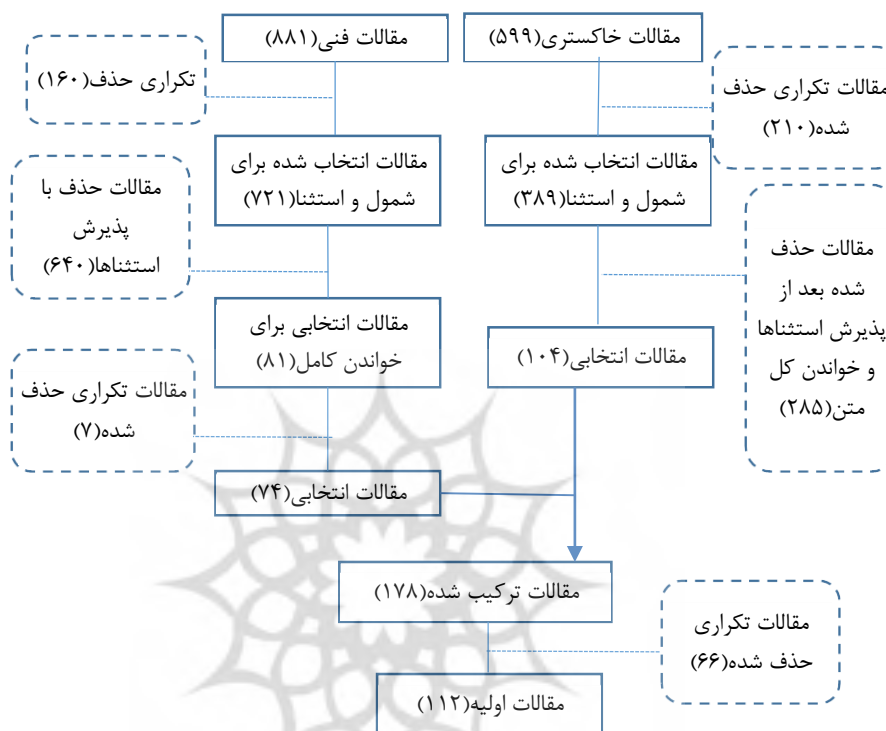 مقالات خاکستری(۵۹۹)
مقالات فنی(۸۸۱)
مقالات تکراری حذف
شده(۲۱۰)
تکراری حذف(۱۶۰)
مقالات انتخاب شده برای
شمول و استثنا(۳۸۹)
مقالات انتخاب شده برای
شمول و استثنا(۷۲۱)
مقالات حذف
شده بعد از
پذیرش استثناها
و خواندن کل
متن(۲۸۵)
مقالات حذف با
پذیرش
استثناها(۶۴۰)
مقالات انتخابی(۱۰۴)
مقالات انتخابی برای
خواندن کامل(۸۱)
مقالات تکراری حذف
شده(۷)
مقالات انتخابی(۷۴)
مقالات ترکیب شده(۱۷۸)
مقالات تکراری
حذف شده(۶۶)
مقالات اولیه(۱۱۲)